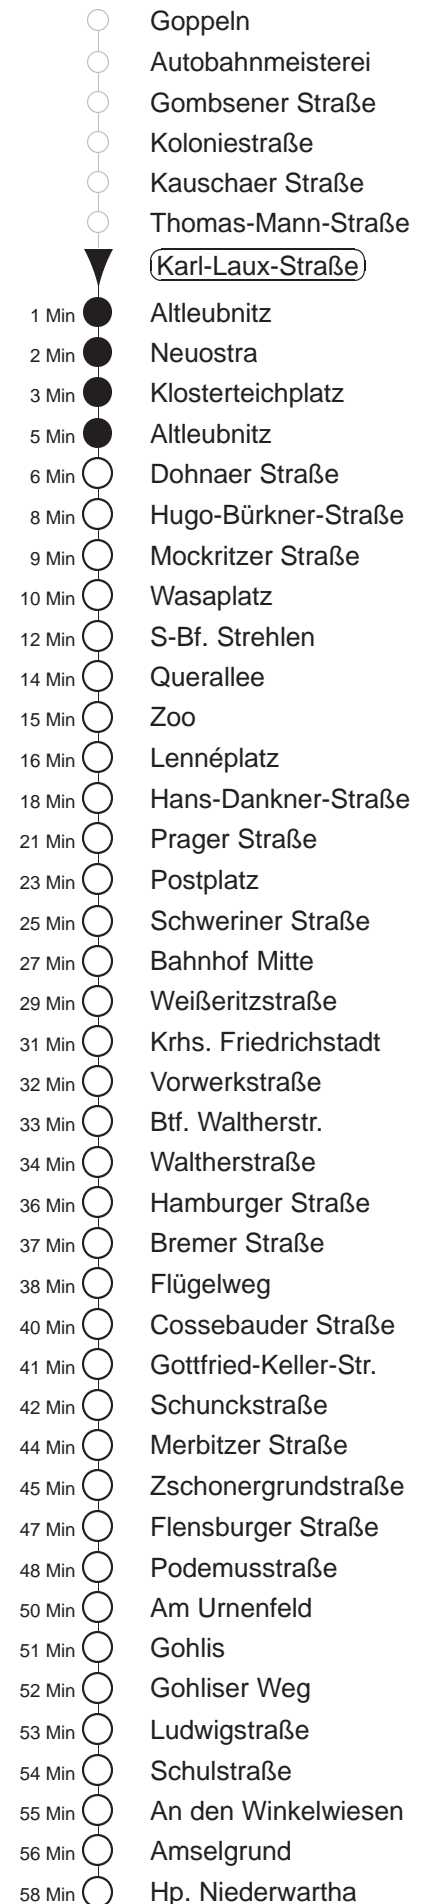 Goppeln
Autobahnmeisterei
Gombsener Straße
Koloniestraße
Kauschaer Straße
Thomas-Mann-Straße
Karl-Laux-Straße
1 Min Altleubnitz
2 Min Neuostra
3 Min Klosterteichplatz
5 Min Altleubnitz
6 Min Dohnaer Straße
8 Min Hugo-Bürkner-Straße
9 Min Mockritzer Straße
10 Min Wasaplatz
12 Min S-Bf. Strehlen
14 Min Querallee
15 Min Zoo
16 Min Lennéplatz
18 Min Hans-Dankner-Straße
21 Min Prager Straße
23 Min Postplatz
25 Min Schweriner Straße
27 Min Bahnhof Mitte
29 Min Weißeritzstraße
31 Min Krhs. Friedrichstadt
32 Min Vorwerkstraße
33 Min Btf. Waltherstr.
34 Min Waltherstraße
36 Min Hamburger Straße
37 Min Bremer Straße
38 Min Flügelweg
40 Min Cossebauder Straße
41 Min Gottfried-Keller-Str.
42 Min Schunckstraße
44 Min Merbitzer Straße
45 Min Zschonergrundstraße
47 Min Flensburger Straße
48 Min Podemusstraße
50 Min Am Urnenfeld
51 Min Gohlis
52 Min Gohliser Weg
53 Min Ludwigstraße
54 Min Schulstraße
55 Min An den Winkelwiesen
56 Min Amselgrund
58 Min Hp. Niederwartha